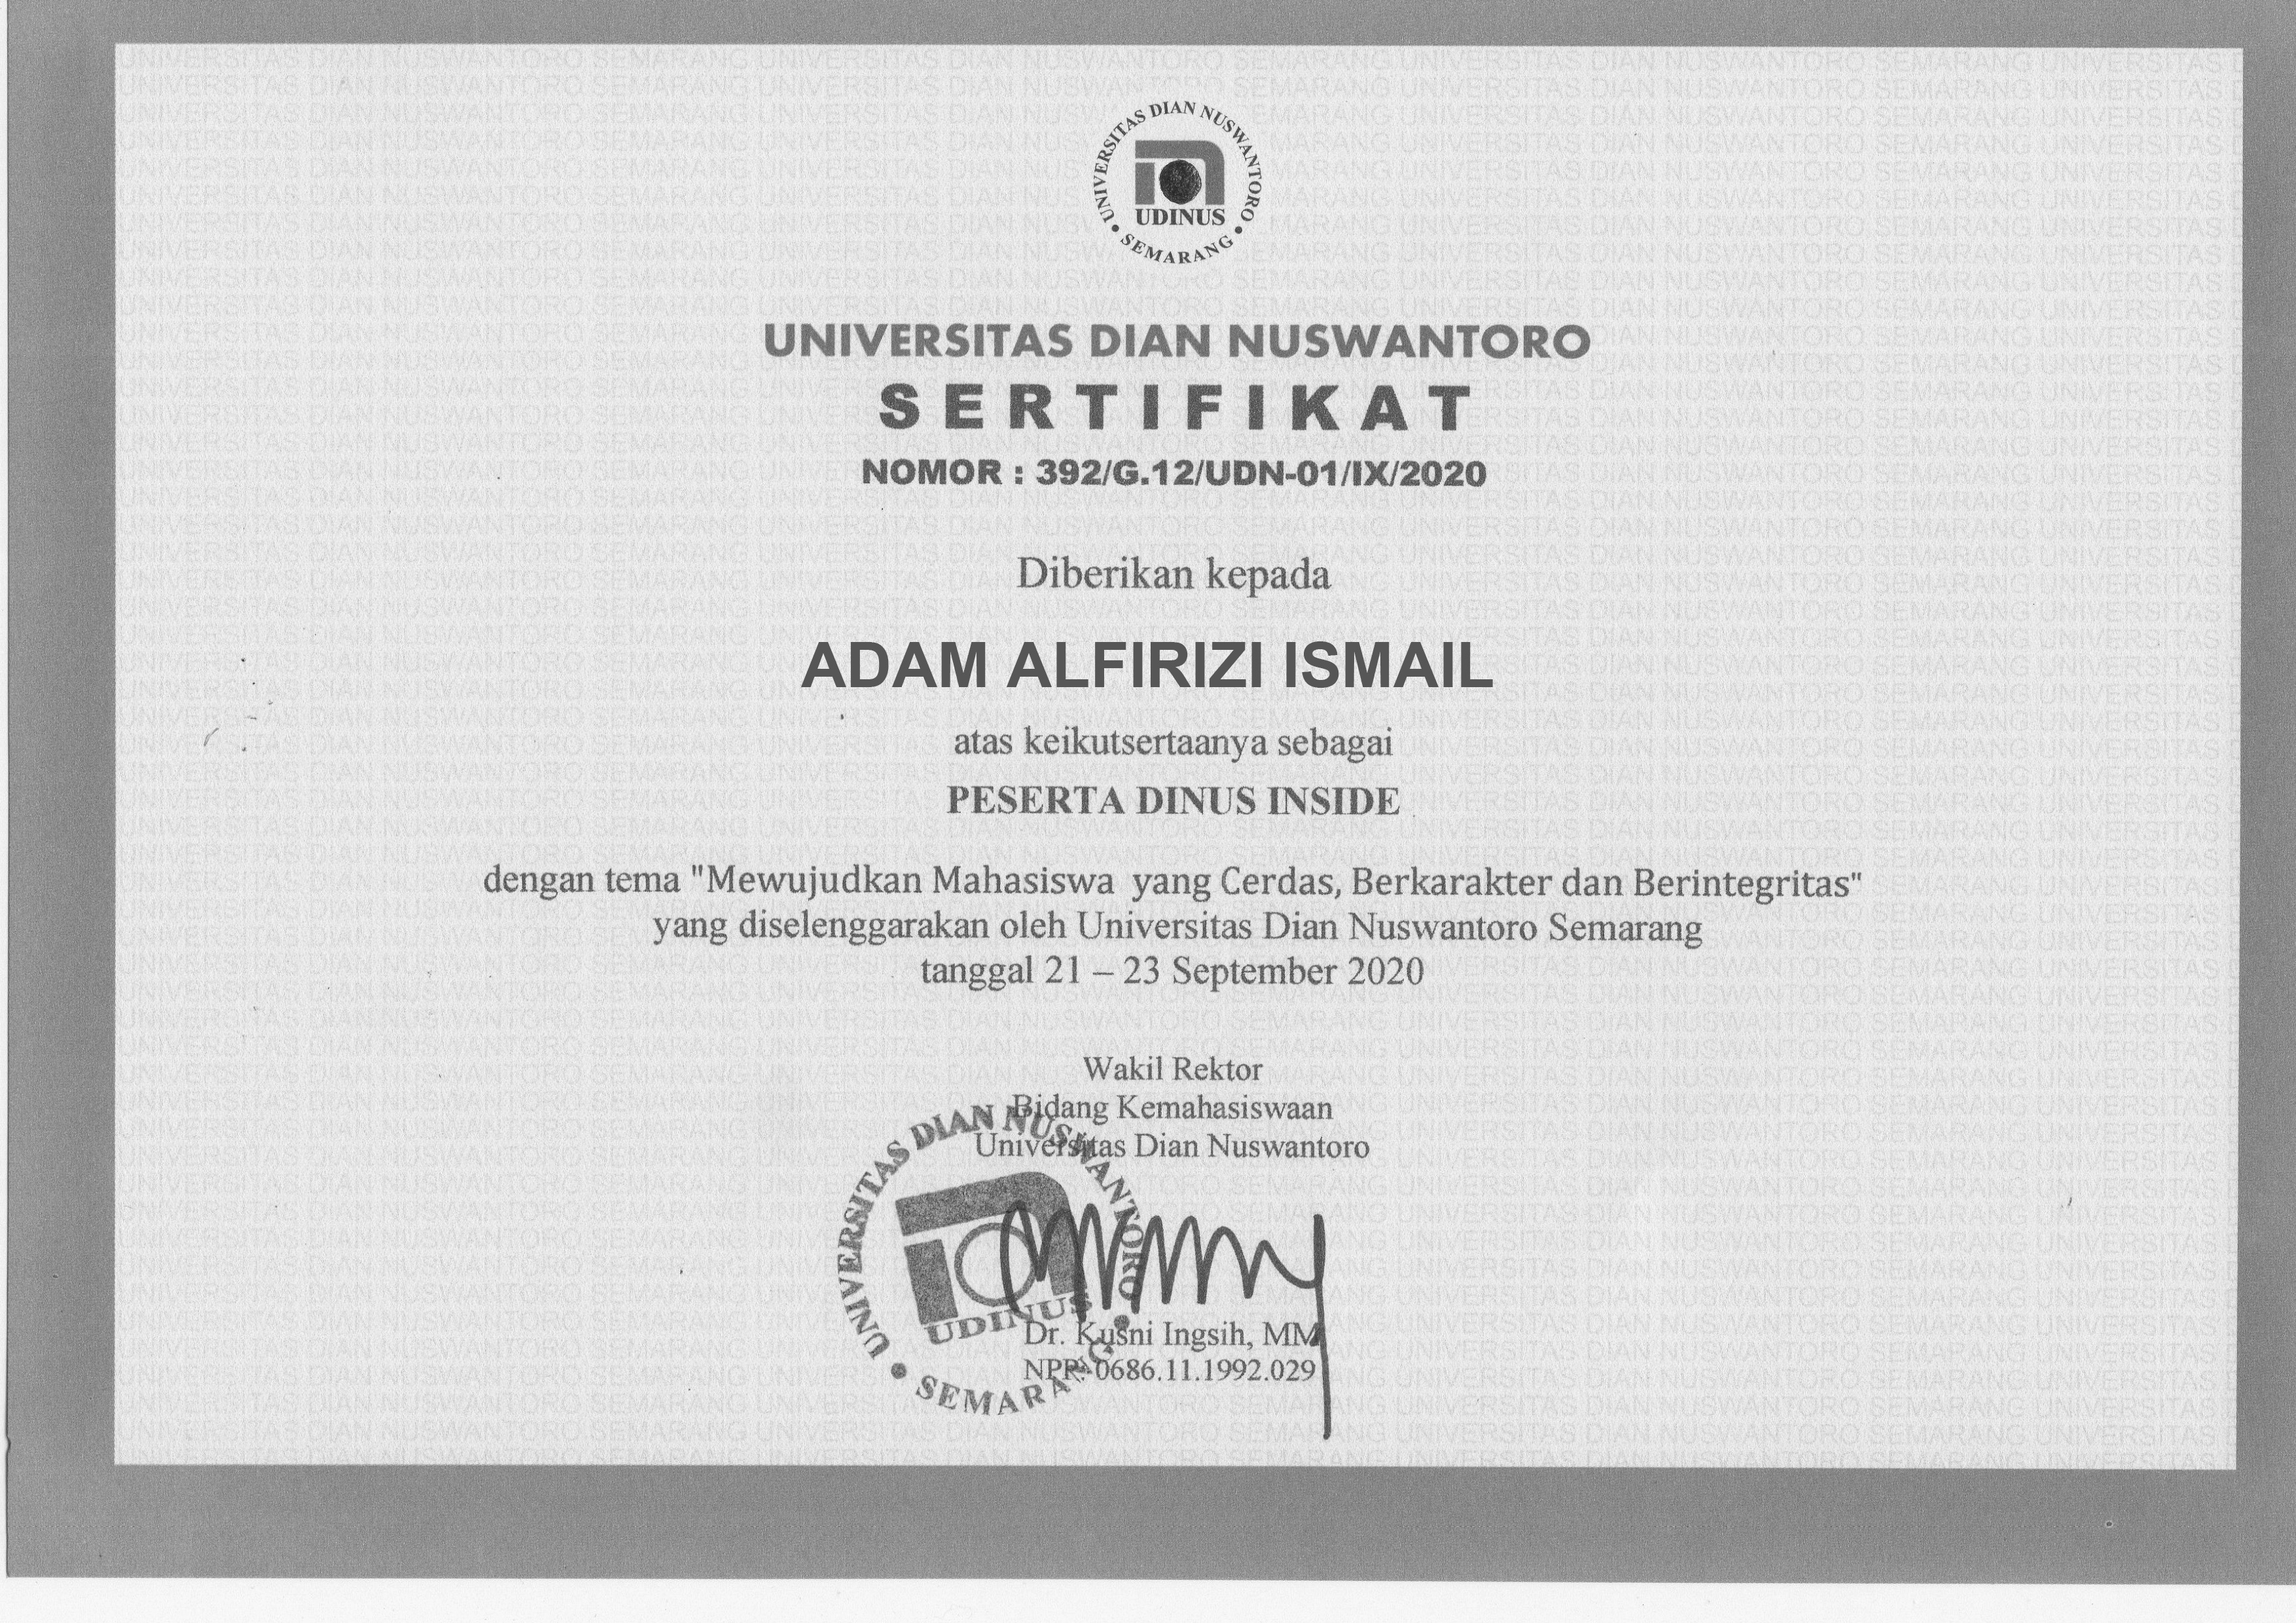 UNIVERSITAS DIAN NUSWANTORO
UDINUS
SEMARANG
UNIVERSITAS DIAN NUSWANTORO
SERTIFIKAT
NOMOR : 392/G.12/UDN-01/IX/2020
Diberikan kepada
ADAM ALFIRIZI ISMAIL
atas keikutsertaanya sebagai
PESERTA DINUS INSIDE
dengan tema "Mewujudkan Mahasiswa yang Cerdas, Berkarakter dan Berintegritas"
yang diselenggarakan oleh Universitas Dian Nuswantoro Semarang
tanggal 21 – 23 September 2020
Wakil Rektor
Bidang Kemahasiswaan
Universitas Dian Nuswantoro
UNIVERSITAS DIAN NUSWANTORO
UDINUS
SEMARANG
Dr. Kusni Ingsih, MM
NPP. 0686.11.1992.029